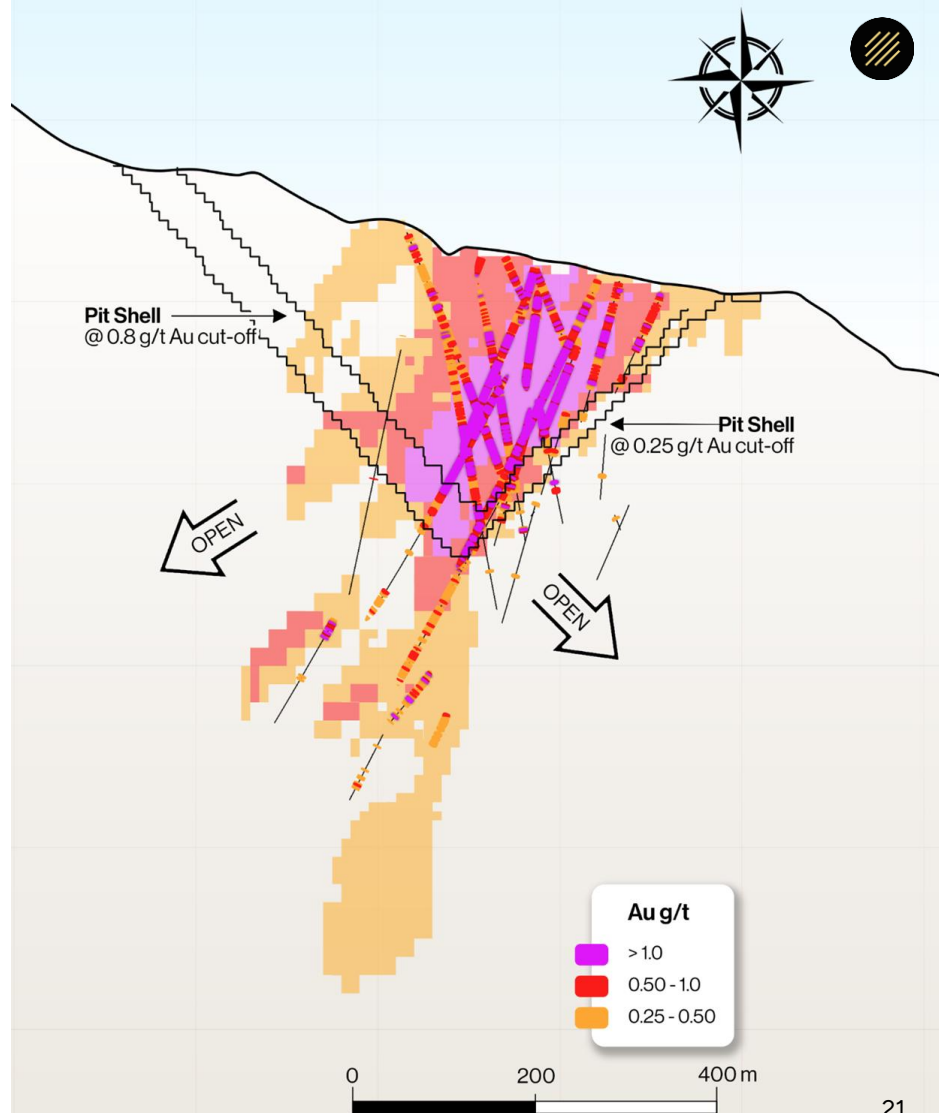 Pit Shell
@ 0.8 g/t Au cut-off
Pit Shell
@ 0.25 g/t Au cut-off
OPEN
OPEN
Au g/t
> 1.0
0.50 - 1.0
0.25 - 0.50
0 200 400 m
21